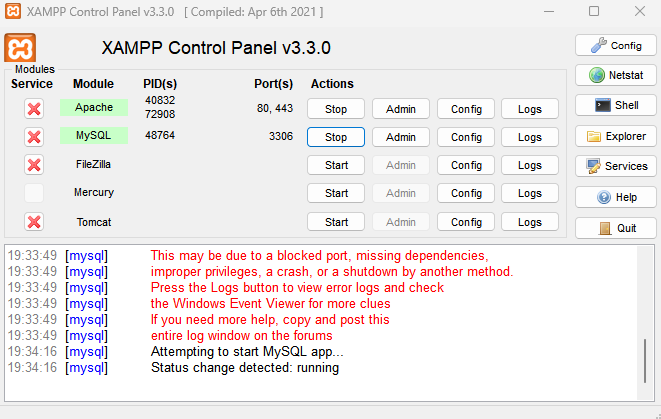 XAMPP Control Panel v3.3.0 [ Compiled: Apr 6th 2021 ]
XAMPP Control Panel v3.3.0
Config
Modules
Service Module PID(s) Port(s) Actions
Netstat
Apache 40832 72908 80, 443 Stop Admin Config Logs
Shell
MySQL 48764 3306 Stop Admin Config Logs
Explorer
FileZilla Start Admin Config Logs
Services
Mercury Start Admin Config Logs
Help
Tomcat Start Admin Config Logs
Quit
19:33:49 [mysql] This may be due to a blocked port, missing dependencies,
19:33:49 [mysql] improper privileges, a crash, or a shutdown by another method.
19:33:49 [mysql] Press the Logs button to view error logs and check
19:33:49 [mysql] the Windows Event Viewer for more clues
19:33:49 [mysql] If you need more help, copy and post this
19:33:49 [mysql] entire log window on the forums
19:34:16 [mysql] Attempting to start MySQL app...
19:34:16 [mysql] Status change detected: running